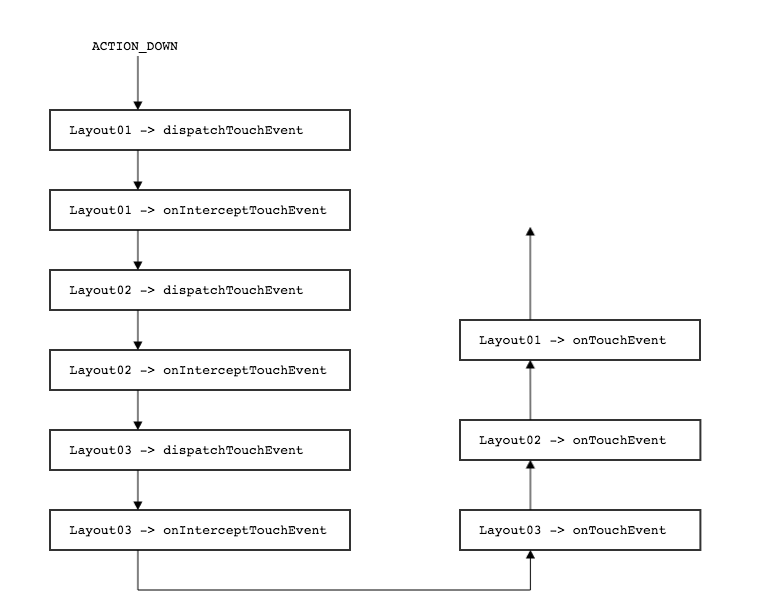 ACTION_DOWN
Layout01 -> dispatchTouchEvent
Layout01 -> onInterceptTouchEvent
Layout02 -> dispatchTouchEvent
Layout02 -> onInterceptTouchEvent
Layout03 -> dispatchTouchEvent
Layout03 -> onInterceptTouchEvent
Layout01 -> onTouchEvent
Layout02 -> onTouchEvent
Layout03 -> onTouchEvent